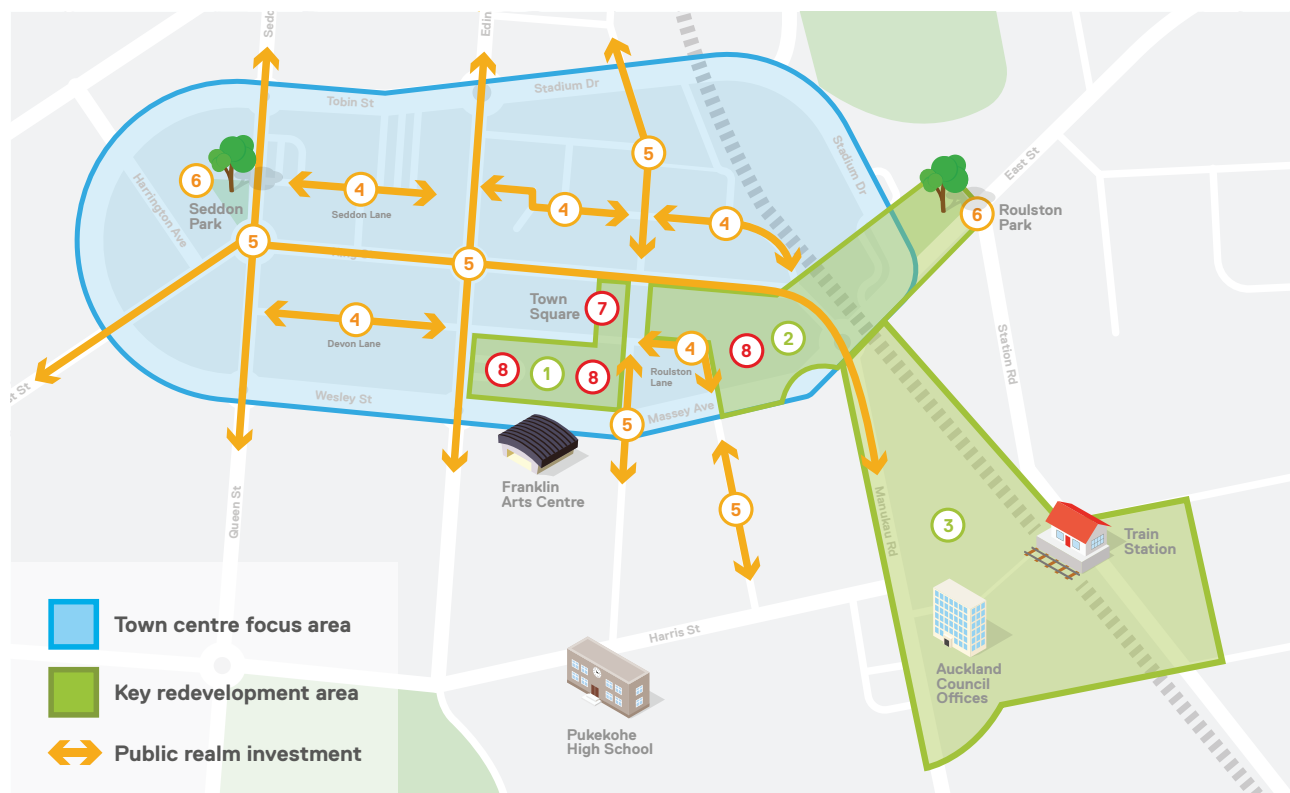 Tobin St
Stadium Dr
Stadium Dr
Harrington Ave
East St
5
6
4
Seddon Lane
4
4
Seddon
Park
6
Roulston
Park
5
5
Town
Square
7
4
Devon Lane
2
4
8
Roulston
Lane
Station Rd
8
1
8
Wesley St
Massey Ave
5
Franklin
Arts Centre
Queen St
5
Manukau Rd
3
Train
Station
Harris St
Auckland
Council
Offices
Pukekohe
High School
Town centre focus area
Key redevelopment area
Public realm investment